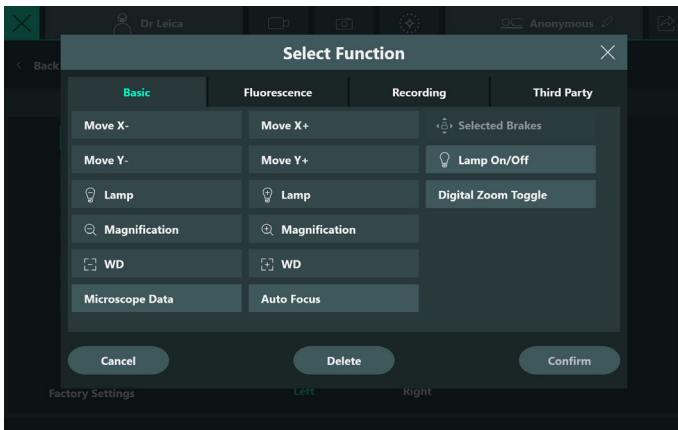 Dr Leica
Anonymous
Back
Select Function
Basic
Fluorescence
Recording
Third Party
Move X-
Move X+
Selected Brakes
Move Y-
Move Y+
Lamp On/Off
Lamp
Lamp
Digital Zoom Toggle
Magnification
Magnification
WD
WD
Microscope Data
Auto Focus
Cancel
Delete
Confirm
Factory Settings
Left
Right